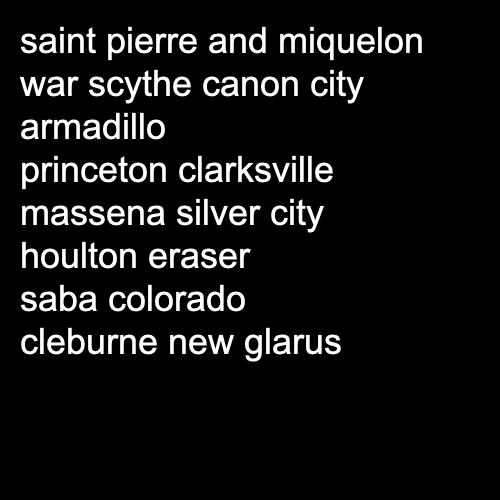 saint pierre and miquelon
war scythe canon city
armadillo
princeton clarksville
massena silver city
houlton eraser
saba colorado
cleburne new glarus